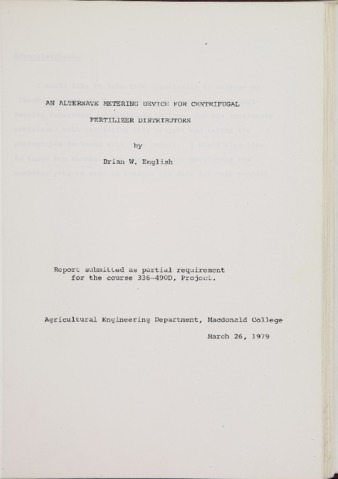 AN ALTERNATE METERING DEVICE FOR CENTRIFUGAL
FERTILIZER DISTRIBUTORS
by
Brian W. English
Report submitted as partial requirement
for the course 336-490D, Project.
Agricultural Engineering Department, Macdonald College
March 26, 1979